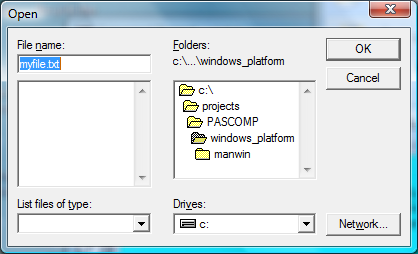 Open
File name:
myfile.txt
Folders:
c:\...\windows_platform
c:\
projects
PASCOMP
windows_platform
manwin
OK
Cancel
List files of type:
Drives:
c:
Network...